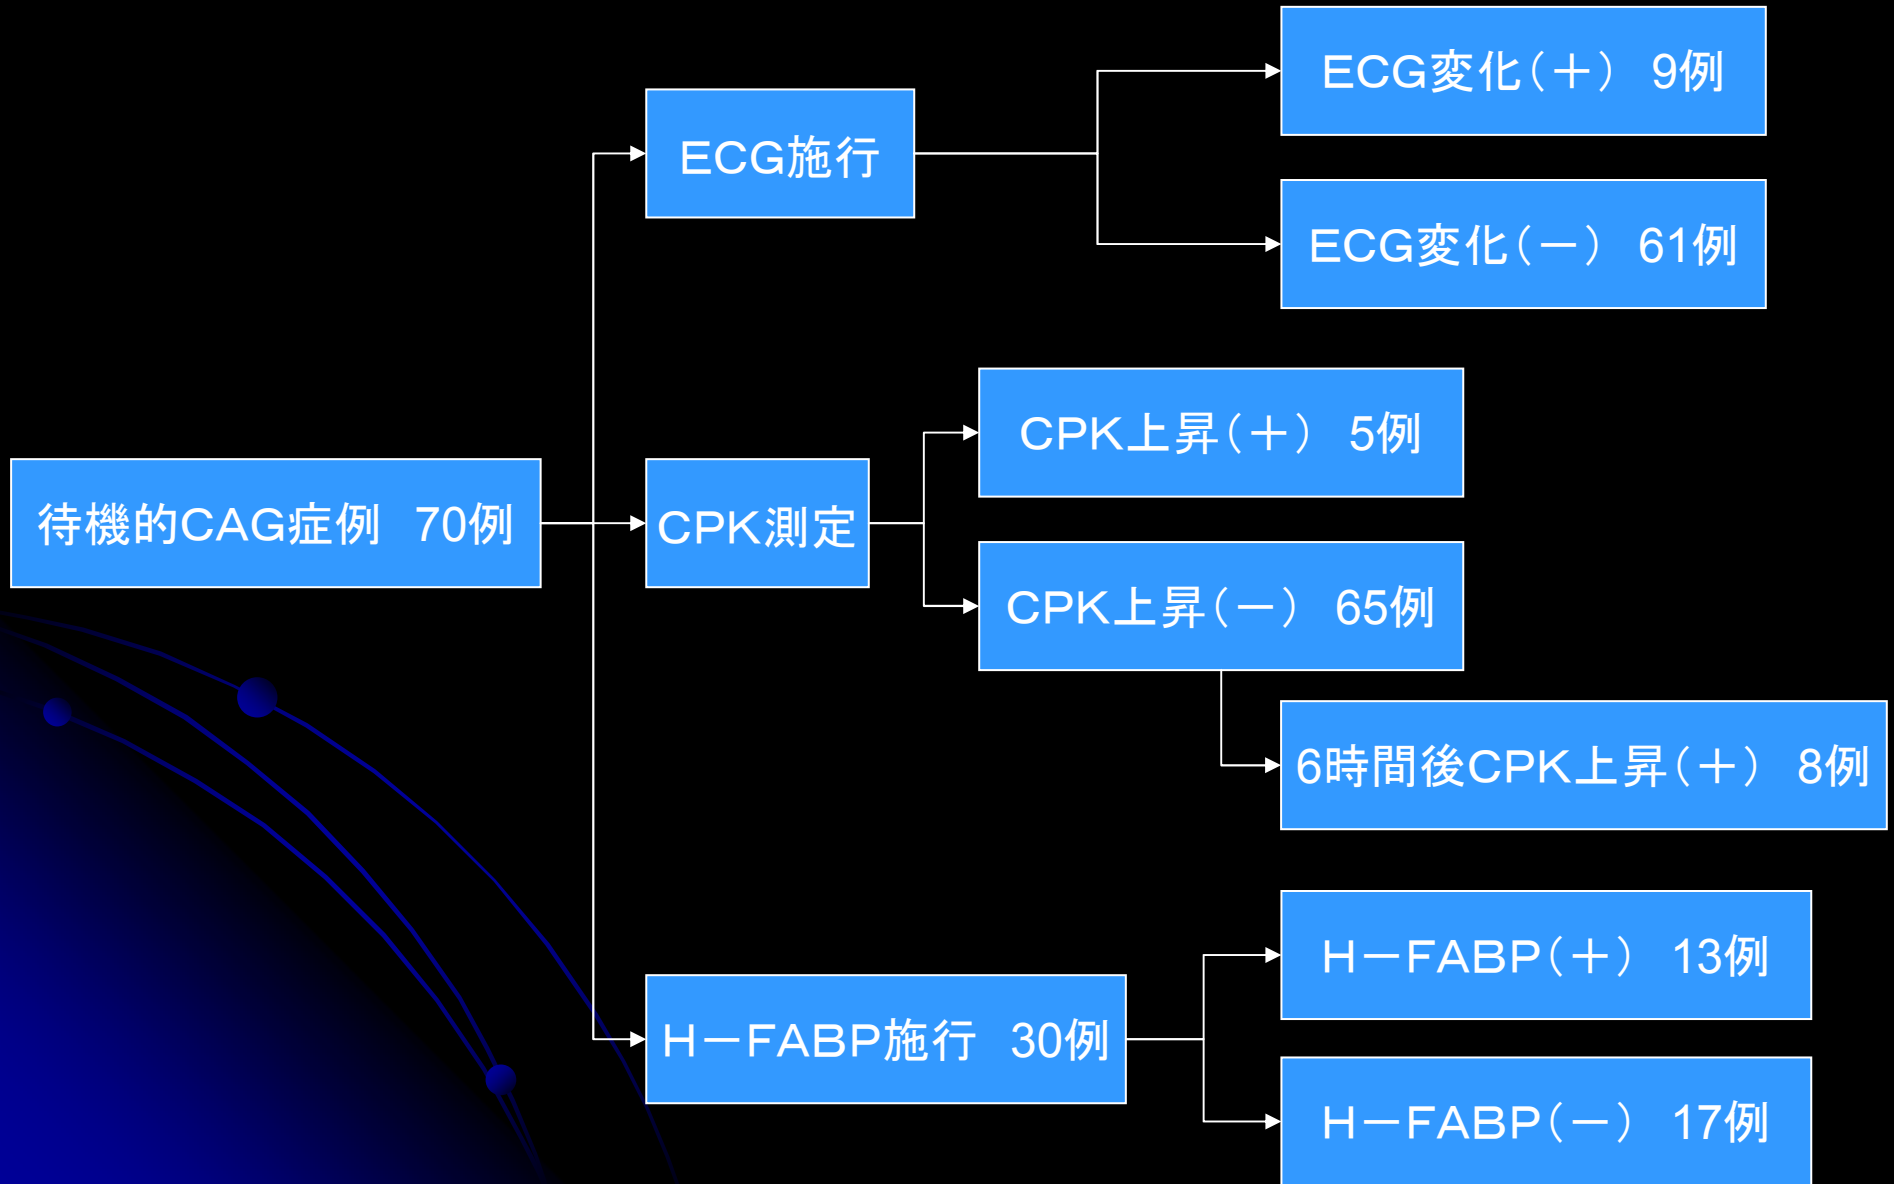 ECG変化(＋)　9例
ECG施行
ECG変化(－)　61例
CPK上昇(＋)　5例
待機的CAG症例　70例
CPK測定
CPK上昇(－)　65例
6時間後CPK上昇(＋)　8例
H－FABP(＋)　13例
H－FABP施行　30例
H－FABP(－)　17例